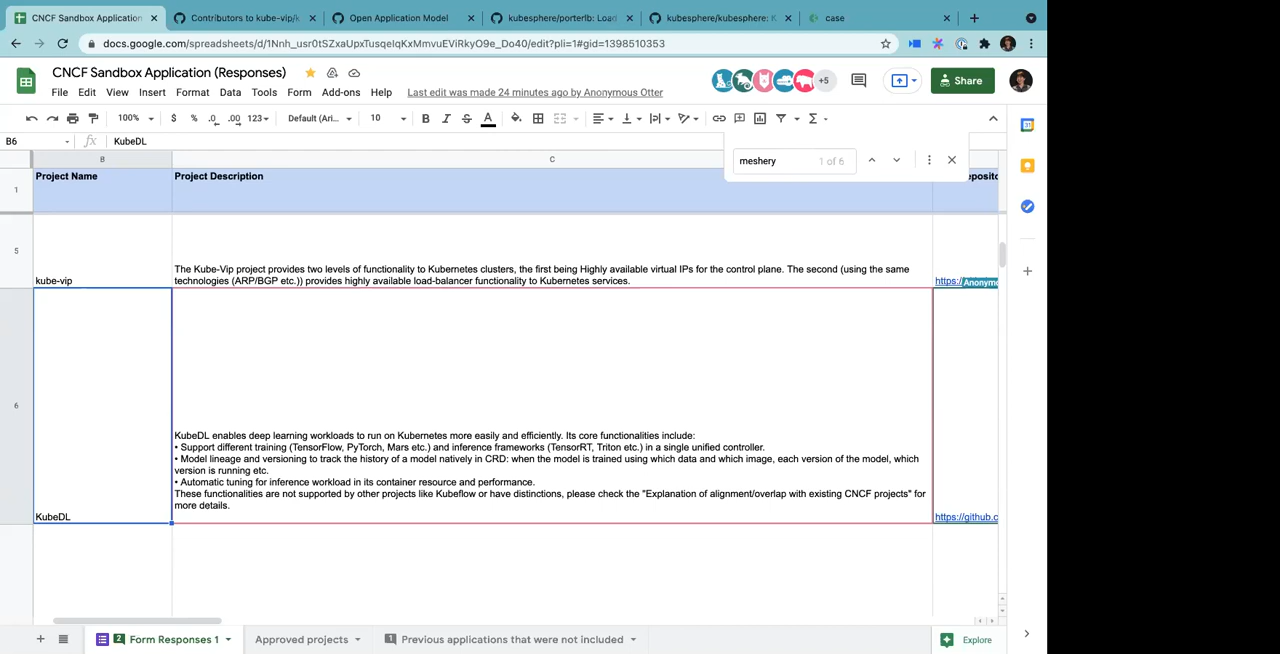 CNCF Sandbox Application
Contributors to kube-vip/k
Open Application Model
kubesphere/porterlb: Load
kubesphere/kubesphere: K
case
docs.google.com/spreadsheets/d/1Nnh_usr0tSZxaUpxTusqeIqKxMmvuEViRkyO9e_Do40/edit?pli=1#gid=1398510353
CNCF Sandbox Application (Responses)
+5
Share
File Edit View Insert Format Data Tools Form Add-ons Help Last edit was made 24 minutes ago by Anonymous Otter
100% $ % .0 .00 123 Default (Ari... 10 B I S A
B6 fx KubeDL
meshery 1 of 6
B C
1 Project Name Project Description
5 kube-vip
The Kube-Vip project provides two levels of functionality to Kubernetes clusters, the first being Highly available virtual IPs for the control plane. The second (using the same
technologies (ARP/BGP etc.)) provides highly available load-balancer functionality to Kubernetes services.
https:// Anonymo
6 KubeDL
KubeDL enables deep learning workloads to run on Kubernetes more easily and efficiently. Its core functionalities include:
• Support different training (TensorFlow, PyTorch, Mars etc.) and inference frameworks (TensorRT, Triton etc.) in a single unified controller.
• Model lineage and versioning to track the history of a model natively in CRD: when the model is trained using which data and which image, each version of the model, which
version is running etc.
• Automatic tuning for inference workload in its container resource and performance.
These functionalities are not supported by other projects like Kubeflow or have distinctions, please check the "Explanation of alignment/overlap with existing CNCF projects" for
more details.
https://github.c
2 Form Responses 1 Approved projects 1 Previous applications that were not included Explore